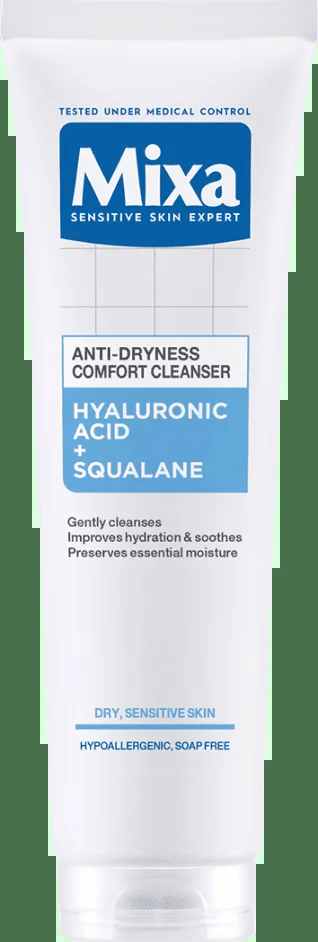 TESTED UNDER MEDICAL CONTROL
Mixa
SENSITIVE SKIN EXPERT
ANTI-DRYNESS
COMFORT CLEANSER
HYALURONIC
ACID
+
SQUALANE
Gently cleanses
Improves hydration & soothes
Preserves essential moisture
DRY, SENSITIVE SKIN
HYPOALLERGENIC, SOAP FREE